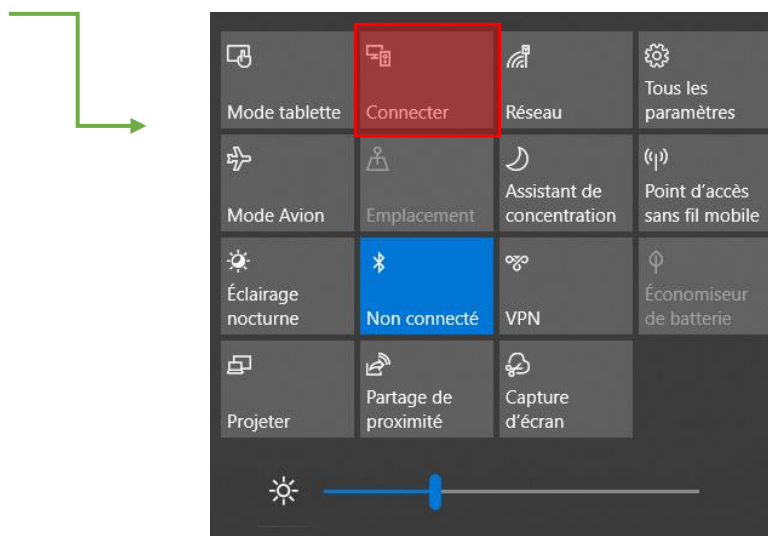 Mode tablette
Connecter
Réseau
Tous les
paramètres
Mode Avion
Emplacement
Assistant de
concentration
Point d'accès
sans fil mobile
Éclairage
nocturne
Non connecté
VPN
Économiseur
de batterie
Projeter
Partage de
proximité
Capture
d'écran